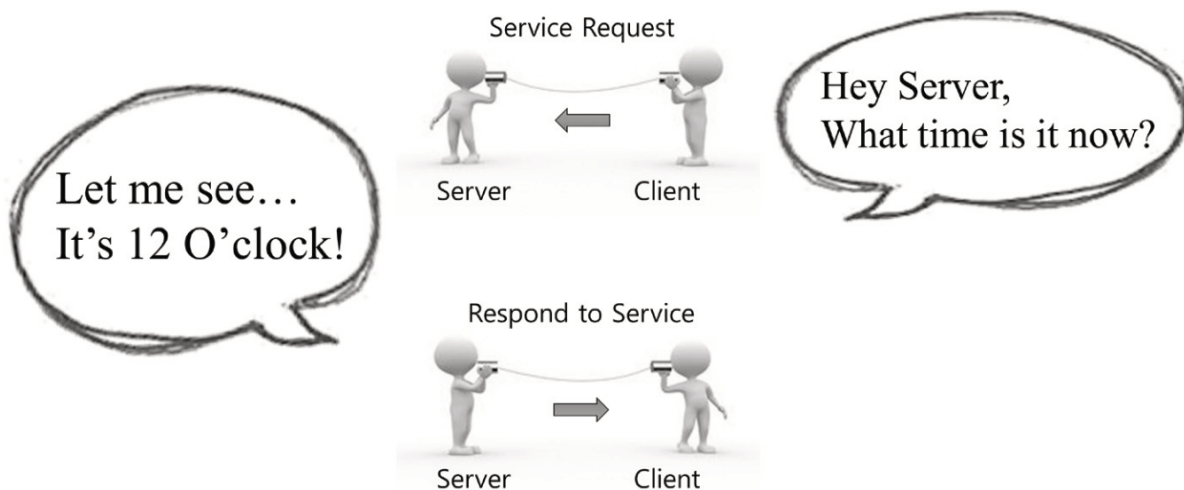 Service Request
Hey Server,
What time is it now?
Server
Client
Let me see…
It’s 12 O’clock!
Respond to Service
Server
Client